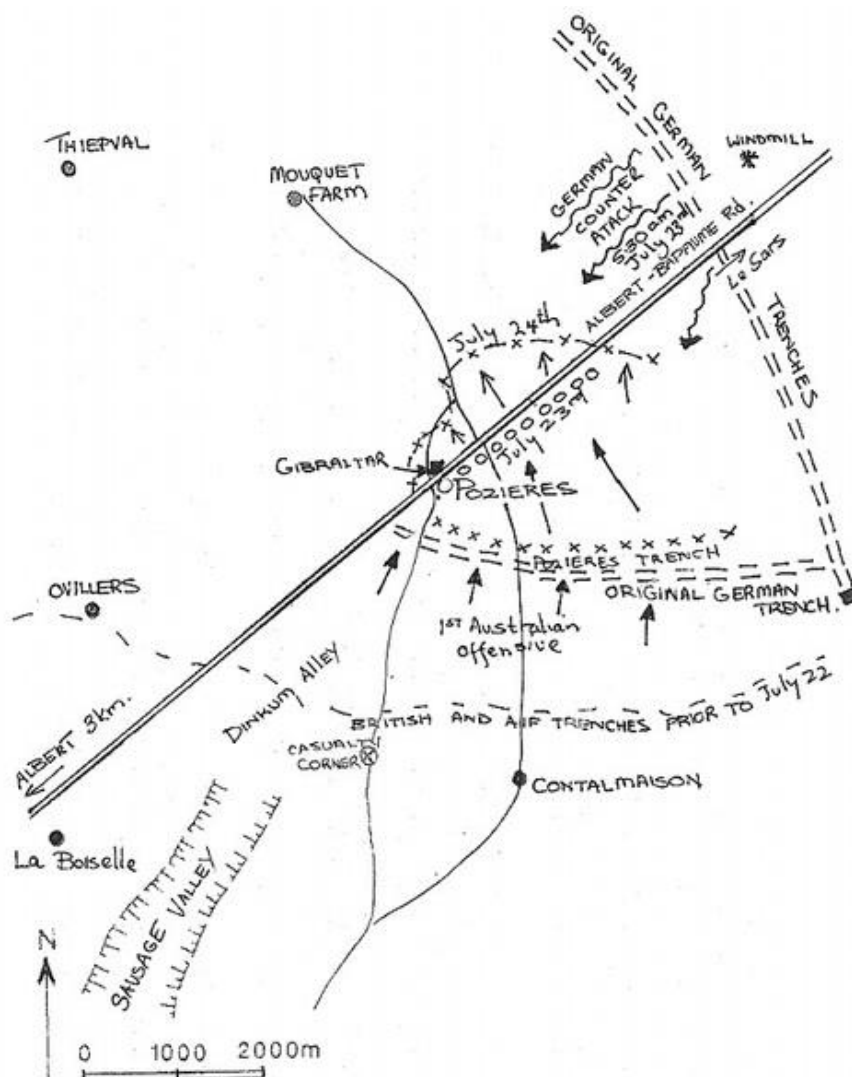 ORIGINAL
GERMAN
THIEPVAL
WINDMILL
MOUQUET
FARM
GERMAN
COUNTER
ATACK
5.30 am
July 23rd
ALBERT-BAPAUME Rd.
Le Sars
TRENCHES
July 24th
July 23rd
GIBRALTAR
POZIERES
POZIERES TRENCH
ORIGINAL GERMAN
TRENCH.
OVILLERS
1ST Australian
Offensive
DINKUM Alley
BRITISH AND AIF TRENCHES PRIOR TO July 22
CASUALTY
CORNER
ALBERT 3km.
CONTALMAISON
La Boiselle
SAUSAGE VALLEY
N
0 1000 2000m